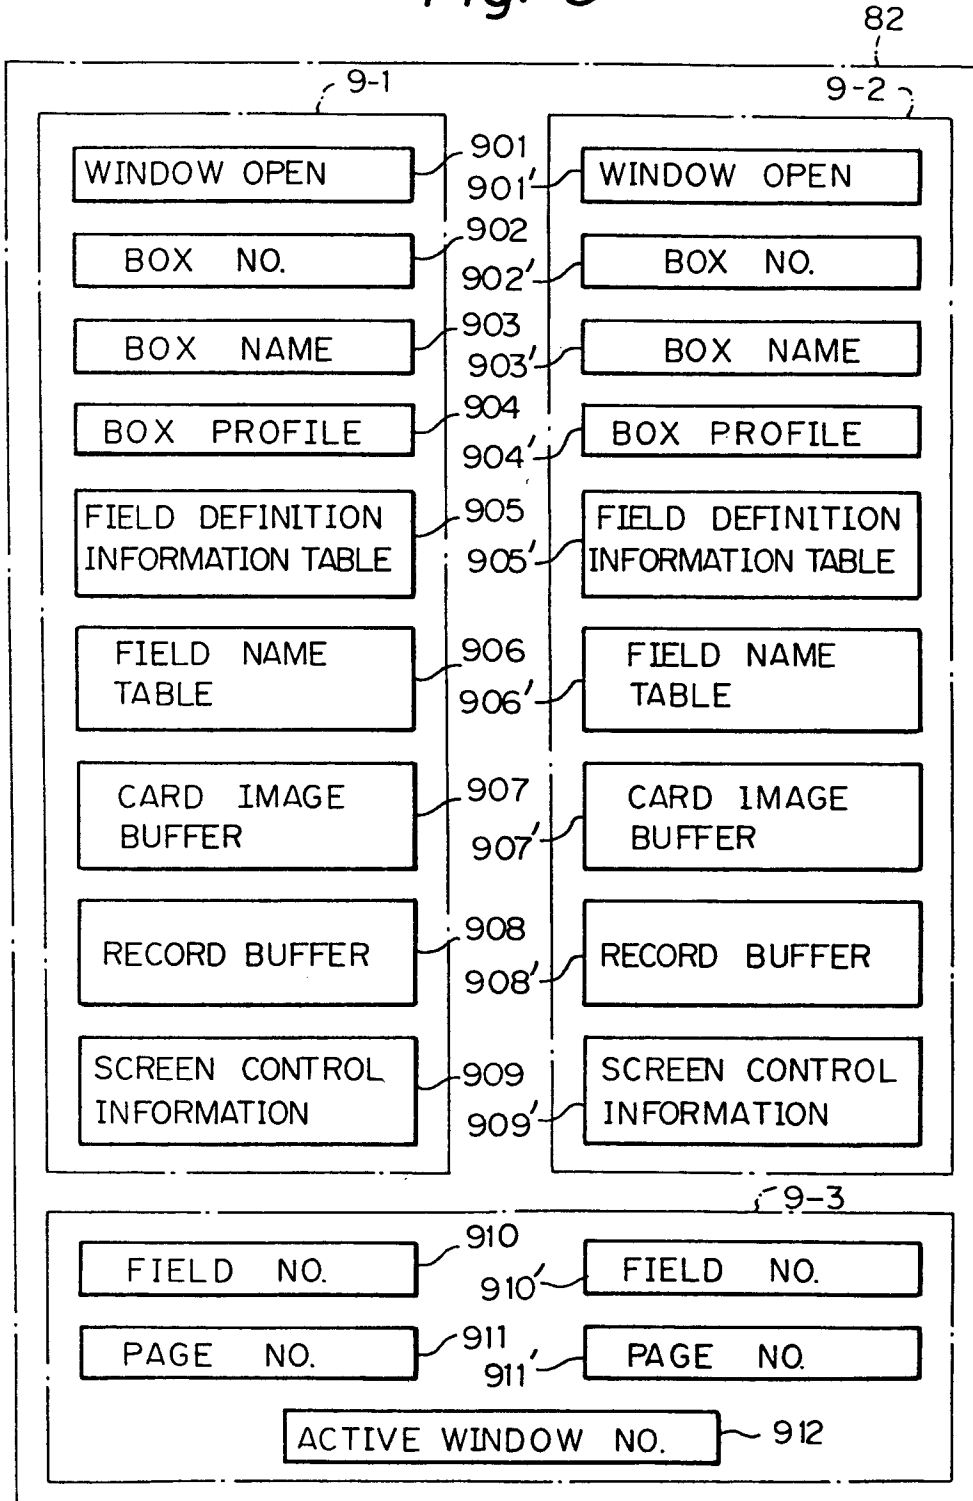 Fig.
82
9-1
WINDOW OPEN
901
BOX NO.
902
BOX NAME
903
BOX PROFILE
904
FIELD DEFINITION
INFORMATION TABLE
905
FIELD NAME
TABLE
906
CARD IMAGE
BUFFER
907
RECORD BUFFER
908
SCREEN CONTROL
INFORMATION
909
9-2
901'
WINDOW OPEN
902'
BOX NO.
903'
BOX NAME
904'
BOX PROFILE
905'
FIELD DEFINITION
INFORMATION TABLE
906'
FIELD NAME
TABLE
907'
CARD IMAGE
BUFFER
908'
RECORD BUFFER
909'
SCREEN CONTROL
INFORMATION
9-3
FIELD NO.
910
910'
FIELD NO.
PAGE NO.
911
911'
PAGE NO.
ACTIVE WINDOW NO.
912